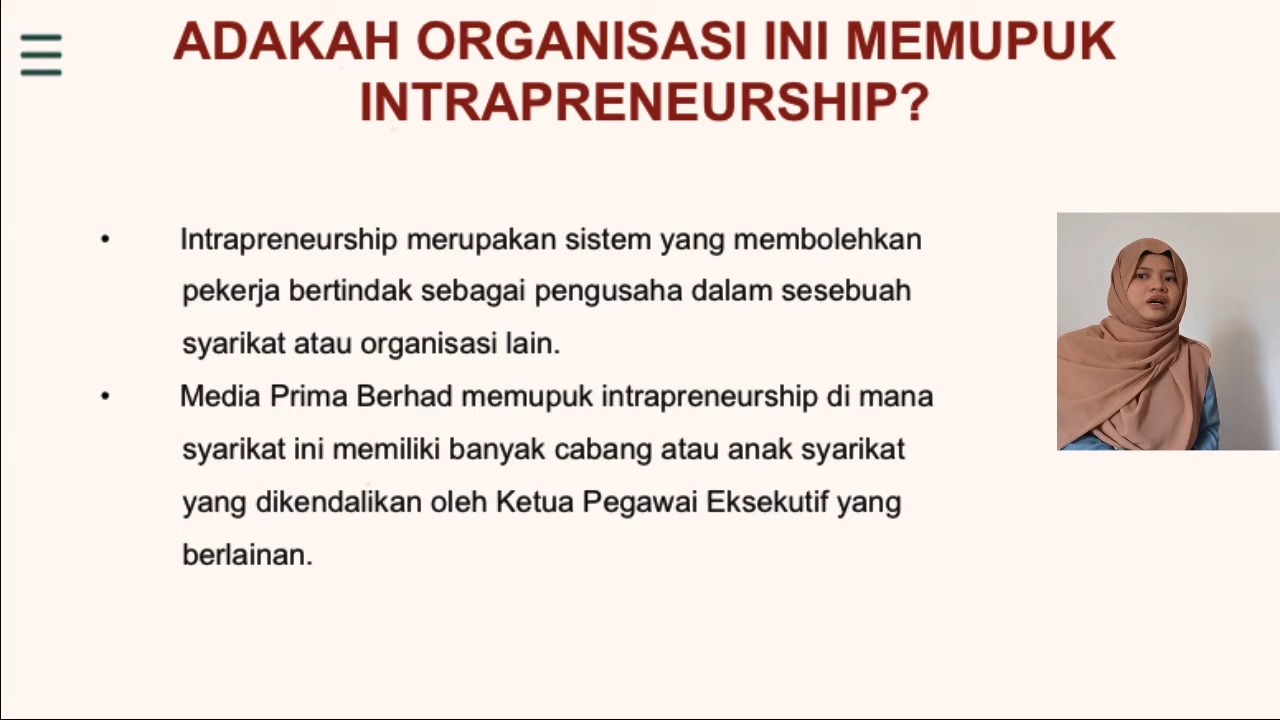 ADAKAH ORGANISASI INI MEMUPUK
INTRAPRENEURSHIP?
• Intrapreneurship merupakan sistem yang membolehkan
pekerja bertindak sebagai pengusaha dalam sesebuah
syarikat atau organisasi lain.
• Media Prima Berhad memupuk intrapreneurship di mana
syarikat ini memiliki banyak cabang atau anak syarikat
yang dikendalikan oleh Ketua Pegawai Eksekutif yang
berlainan.